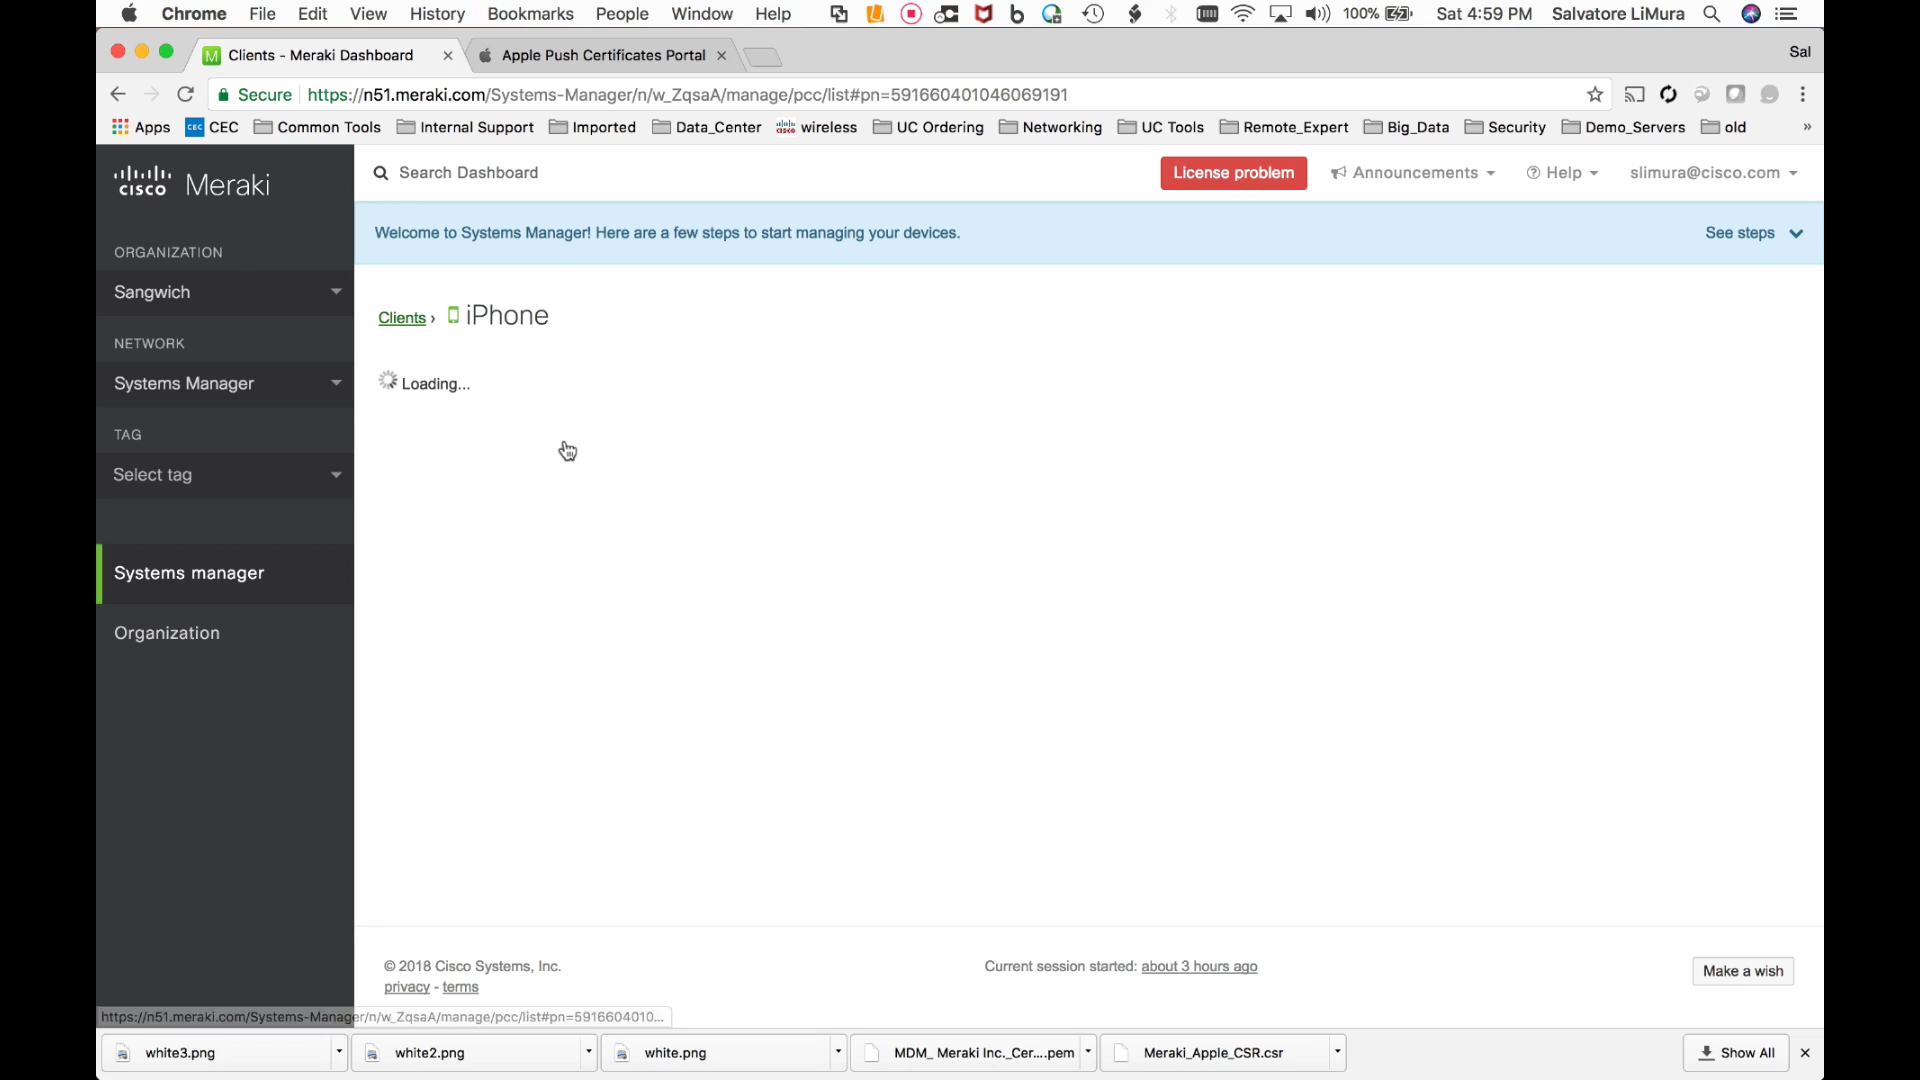 Chrome File Edit View History Bookmarks People Window Help 100% Sat 4:59 PM Salvatore LiMura
Clients - Meraki Dashboard
Apple Push Certificates Portal
Sal
Secure https://n51.meraki.com/Systems-Manager/n/w_ZqsaA/manage/pcc/list#pn=591660401046069191
Apps CEC CEC Common Tools Internal Support Imported Data_Center cisco wireless UC Ordering Networking UC Tools Remote_Expert Big_Data Security Demo_Servers old »
cisco Meraki
Search Dashboard
License problem
Announcements
Help
slimura@cisco.com
Welcome to Systems Manager! Here are a few steps to start managing your devices.
See steps
ORGANIZATION
Sangwich
NETWORK
Systems Manager
TAG
Select tag
Systems manager
Organization
Clients › iPhone
Loading...
© 2018 Cisco Systems, Inc.
privacy - terms
Current session started: about 3 hours ago
Make a wish
https://n51.meraki.com/Systems-Manager/n/w_ZqsaA/manage/pcc/list#pn=5916604010...
white3.png
white2.png
white.png
MDM_ Meraki Inc._Cer....pem
Meraki_Apple_CSR.csr
Show All